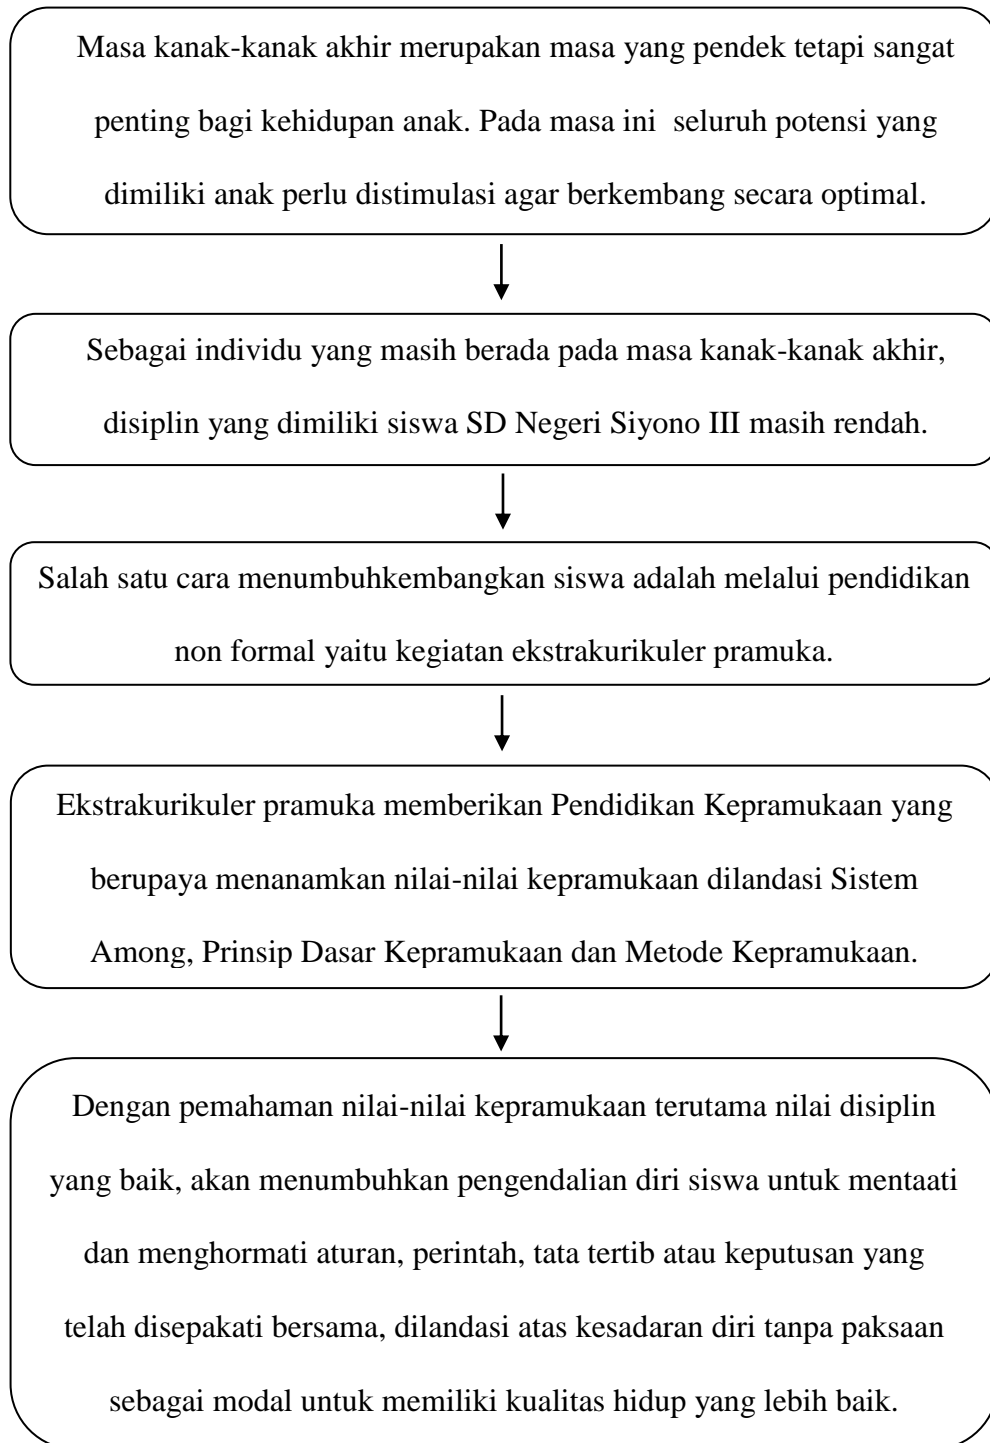 Masa kanak-kanak akhir merupakan masa yang pendek tetapi sangat
penting bagi kehidupan anak. Pada masa ini  seluruh potensi yang
dimiliki anak perlu distimulasi agar berkembang secara optimal.
Sebagai individu yang masih berada pada masa kanak-kanak akhir,
disiplin yang dimiliki siswa SD Negeri Siyono III masih rendah.
Salah satu cara menumbuhkembangkan siswa adalah melalui pendidikan
non formal yaitu kegiatan ekstrakurikuler pramuka.
Ekstrakurikuler pramuka memberikan Pendidikan Kepramukaan yang
berupaya menanamkan nilai-nilai kepramukaan dilandasi Sistem
Among, Prinsip Dasar Kepramukaan dan Metode Kepramukaan.
Dengan pemahaman nilai-nilai kepramukaan terutama nilai disiplin
yang baik, akan menumbuhkan pengendalian diri siswa untuk mentaati
dan menghormati aturan, perintah, tata tertib atau keputusan yang
telah disepakati bersama, dilandasi atas kesadaran diri tanpa paksaan
sebagai modal untuk memiliki kualitas hidup yang lebih baik.